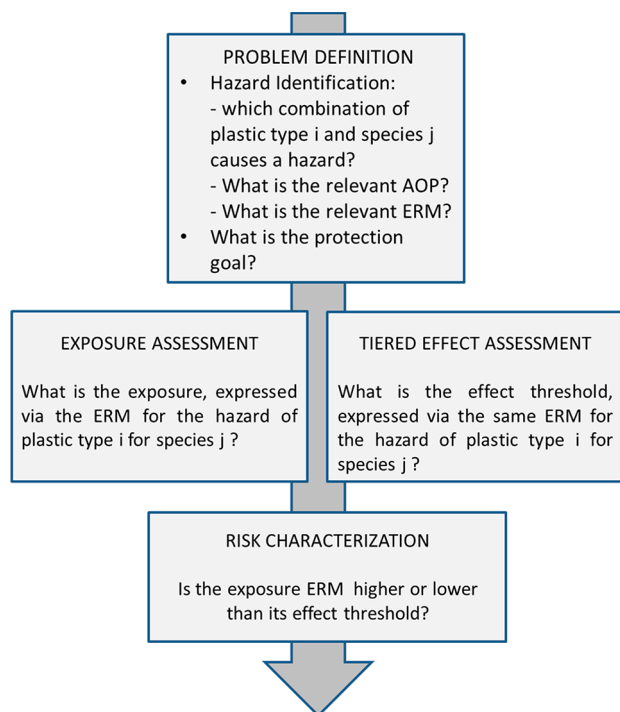 PROBLEM DEFINITION
• Hazard Identification:
- which combination of
plastic type i and species j
causes a hazard?
- What is the relevant AOP?
- What is the relevant ERM?
• What is the protection
goal?
EXPOSURE ASSESSMENT
What is the exposure, expressed
via the ERM for the hazard of
plastic type i for species j ?
TIERED EFFECT ASSESSMENT
What is the effect threshold,
expressed via the same ERM for
the hazard of plastic type i for
species j ?
RISK CHARACTERIZATION
Is the exposure ERM higher or lower
than its effect threshold?